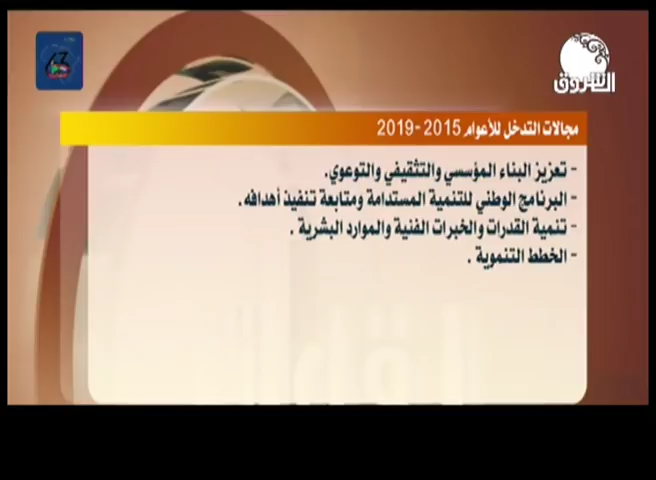 الشروق
63
مجالات التدخل للأعوام 2015 -2019
- تعزيز البناء المؤسسي والتثقيفي والتوعوي.
- البرنامج الوطني للتنمية المستدامة ومتابعة تنفيذ أهدافه .
- تنمية القدرات والخبرات الفنية والموارد البشرية .
- الخطط التنموية .